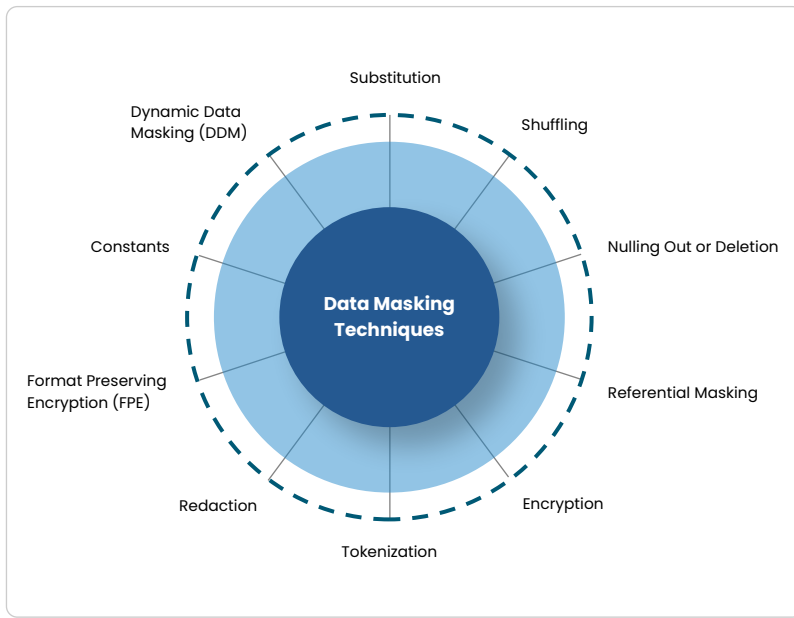 Substitution
Dynamic Data
Masking (DDM)
Shuffling
Constants
Nulling Out or Deletion
Data Masking
Techniques
Format Preserving
Encryption (FPE)
Referential Masking
Redaction
Encryption
Tokenization